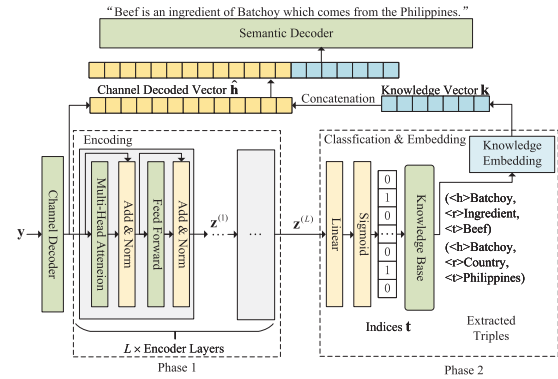 “Beef is an ingredient of Batchoy which comes from the Philippines.”
Semantic Decoder
Channel Decoded Vector ĥ
Concatenation
Knowledge Vector k
Encoding
Classfication & Embedding
Knowledge
Embedding
y
Channel Decoder
Multi-Head Atteneion
Add & Norm
Feed Forward
Add & Norm
z^(l)
...
z^(L)
Linear
Sigmoid
0
1
0
...
0
1
0
Knowledge Base
(<h>Batchoy,
<r>Ingredient,
<t>Beef)
(<h>Batchoy,
<r>Country,
<t>Philippines)
Indices t
Extracted
Triples
L × Encoder Layers
Phase 1
Phase 2